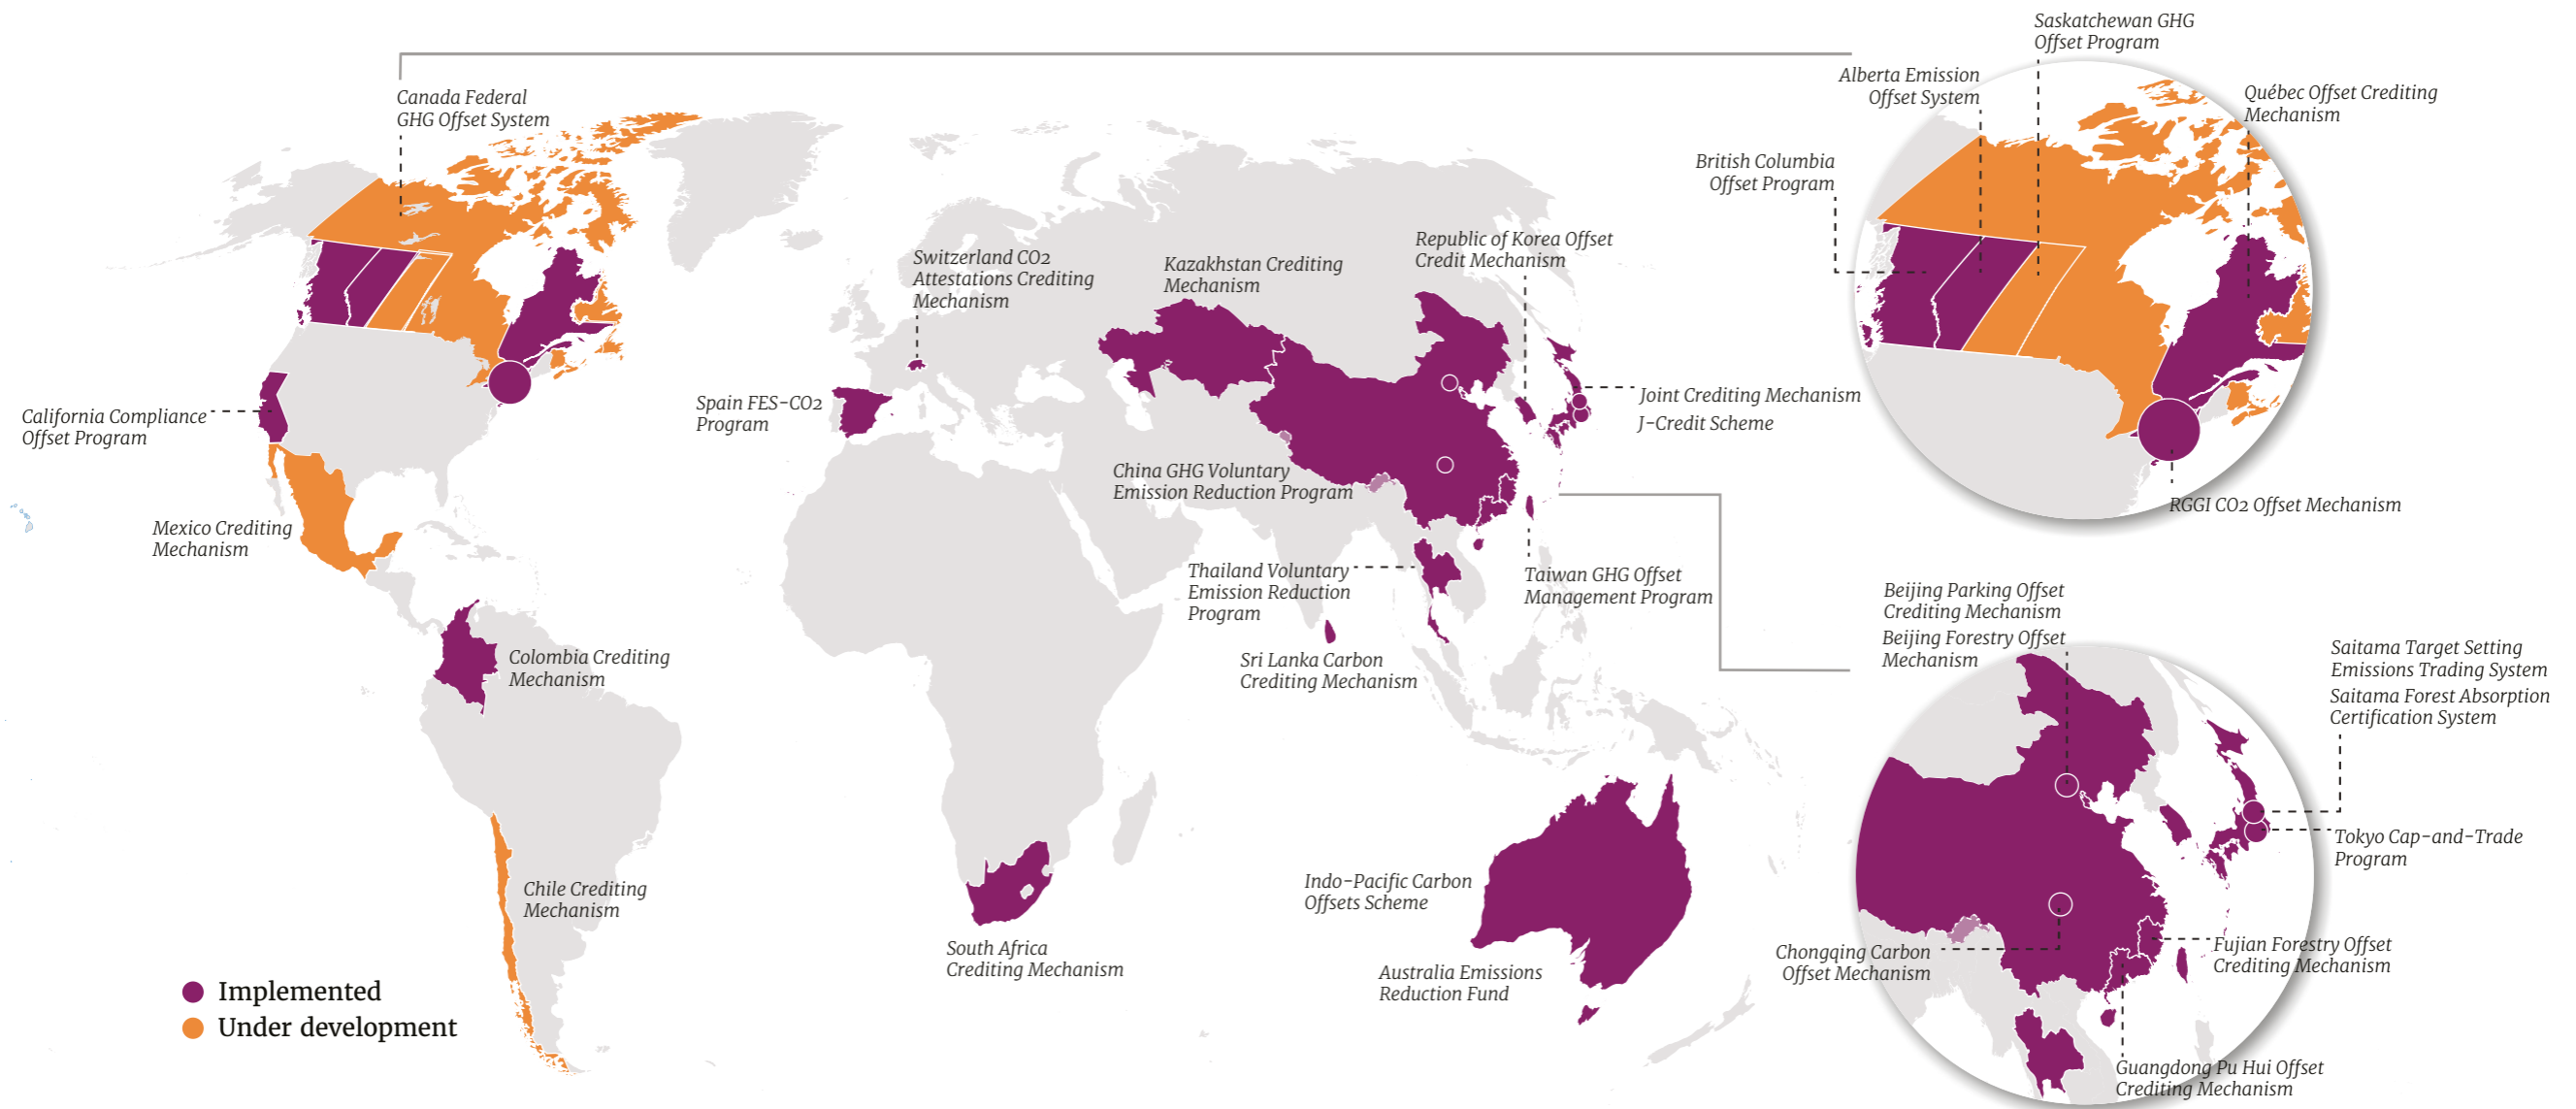 Saskatchewan GHG
Offset Program
Alberta Emission
Offset System
Québec Offset Crediting
Mechanism
British Columbia
Offset Program
RGGI CO2 Offset Mechanism
Canada Federal
GHG Offset System
California Compliance
Offset Program
Mexico Crediting
Mechanism
Colombia Crediting
Mechanism
Chile Crediting
Mechanism
Switzerland CO2
Attestations Crediting
Mechanism
Spain FES-CO2
Program
Kazakhstan Crediting
Mechanism
Republic of Korea Offset
Credit Mechanism
Joint Crediting Mechanism
J-Credit Scheme
China GHG Voluntary
Emission Reduction Program
Thailand Voluntary
Emission Reduction
Program
Taiwan GHG Offset
Management Program
Sri Lanka Carbon
Crediting Mechanism
South Africa
Crediting Mechanism
Indo-Pacific Carbon
Offsets Scheme
Australia Emissions
Reduction Fund
Beijing Parking Offset
Crediting Mechanism
Beijing Forestry Offset
Mechanism
Saitama Target Setting
Emissions Trading System
Saitama Forest Absorption
Certification System
Tokyo Cap-and-Trade
Program
Chongqing Carbon
Offset Mechanism
Fujian Forestry Offset
Crediting Mechanism
Guangdong Pu Hui Offset
Crediting Mechanism
Implemented
Under development